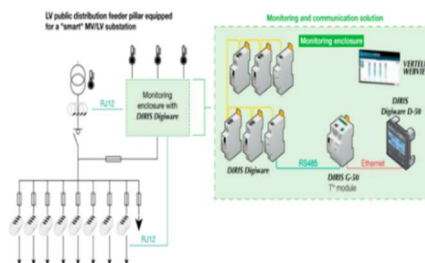 LV public distribution feeder pillar equipped
for a "smart" MV/LV substation
Monitoring and communication solution
Monitoring enclosure
RJ12
Monitoring
enclosure with
DIRIS Digiware
WEBVIEW
DIRIS
Digiware D-50
DIRIS Digiware
RS485
DIRIS G-50
Ethernet
module
RJ12